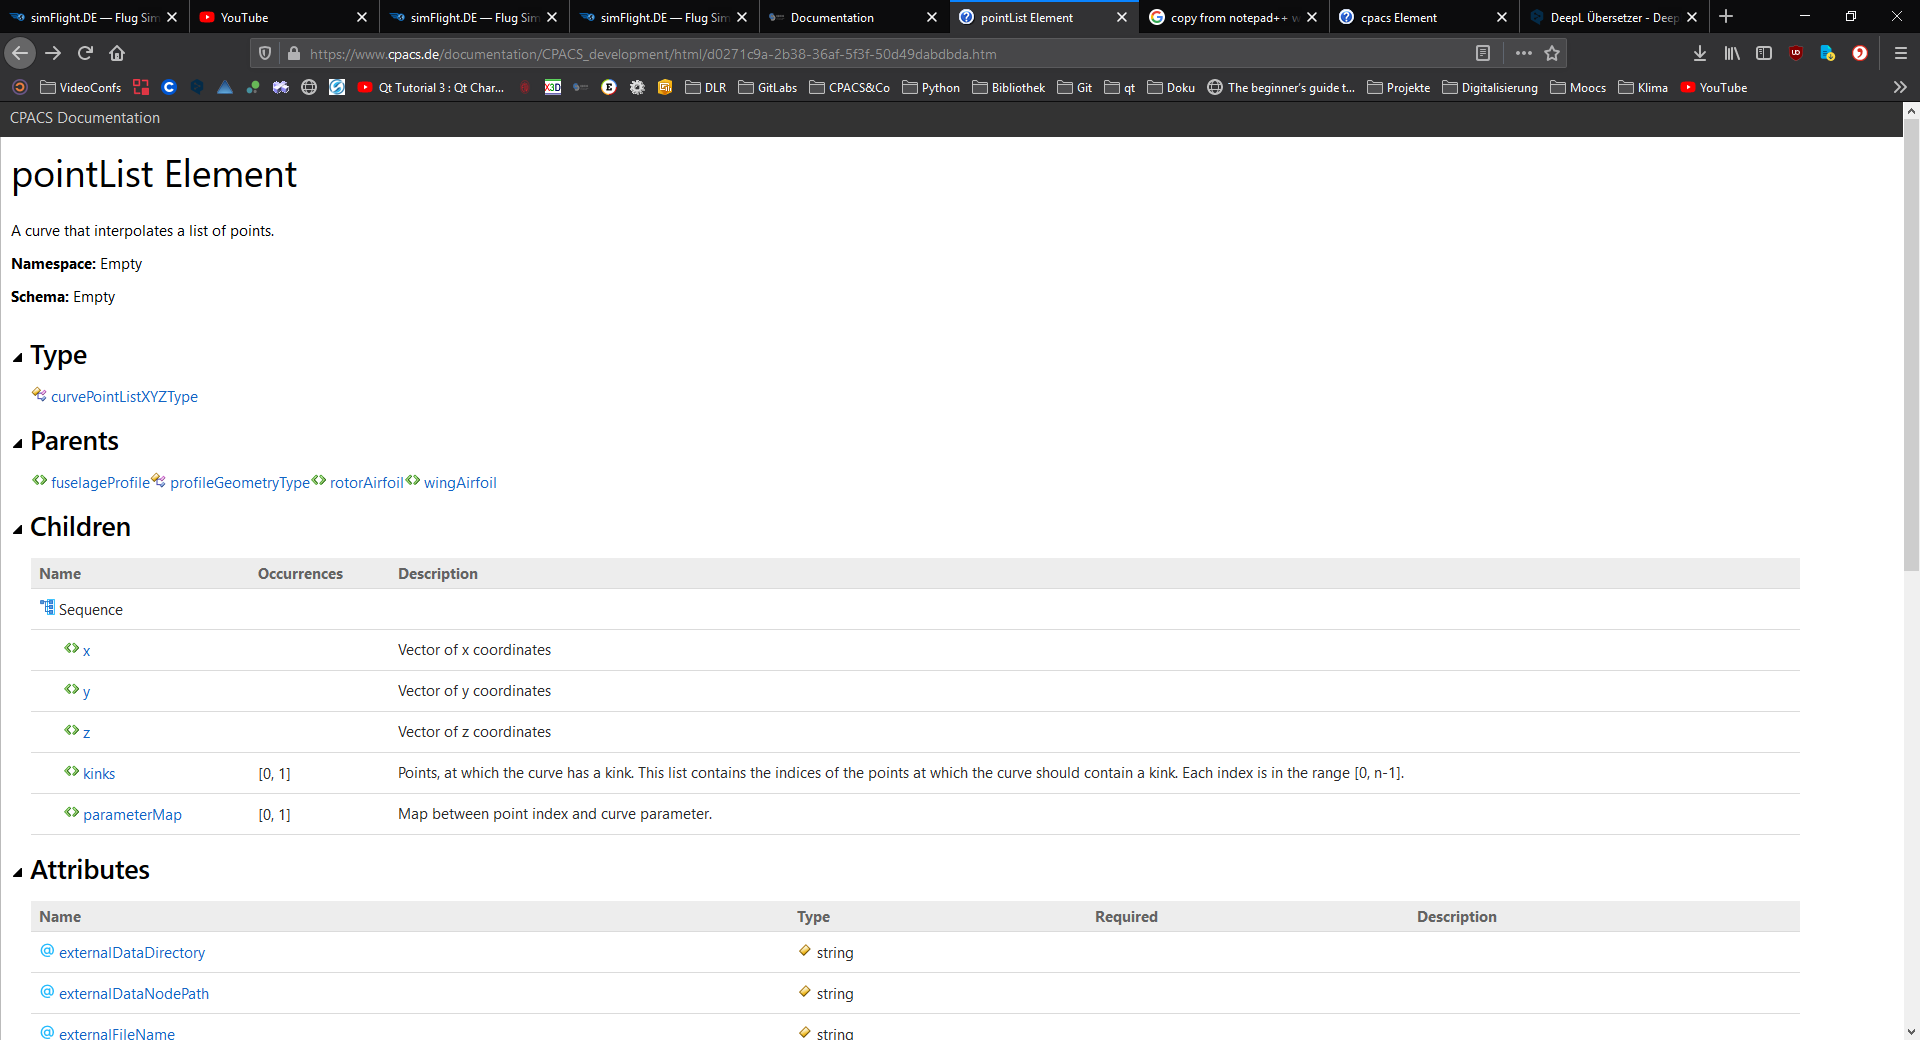 simFlight.DE — Flug Sim
YouTube
simFlight.DE — Flug Sim
simFlight.DE — Flug Sim
Documentation
pointList Element
copy from notepad++ w
cpacs Element
DeepL Übersetzer - Deep
https://www.cpacs.de/documentation/CPACS_development/html/d0271c9a-2b38-36af-5f3f-50d49dabdbda.htm
VideoConfs
Qt Tutorial 3 : Qt Char...
DLR
GitLabs
CPACS&Co
Python
Bibliothek
Git
qt
Doku
The beginner's guide t...
Projekte
Digitalisierung
Moocs
Klima
YouTube
CPACS Documentation
pointList Element
A curve that interpolates a list of points.
Namespace: Empty
Schema: Empty
Type
curvePointListXYZType
Parents
fuselageProfile profileGeometryType rotorAirfoil wingAirfoil
Children
Name Occurrences Description
Sequence
x Vector of x coordinates
y Vector of y coordinates
z Vector of z coordinates
kinks [0, 1] Points, at which the curve has a kink. This list contains the indices of the points at which the curve should contain a kink. Each index is in the range [0, n-1].
parameterMap [0, 1] Map between point index and curve parameter.
Attributes
Name Type Required Description
externalDataDirectory string
externalDataNodePath string
externalFileName string